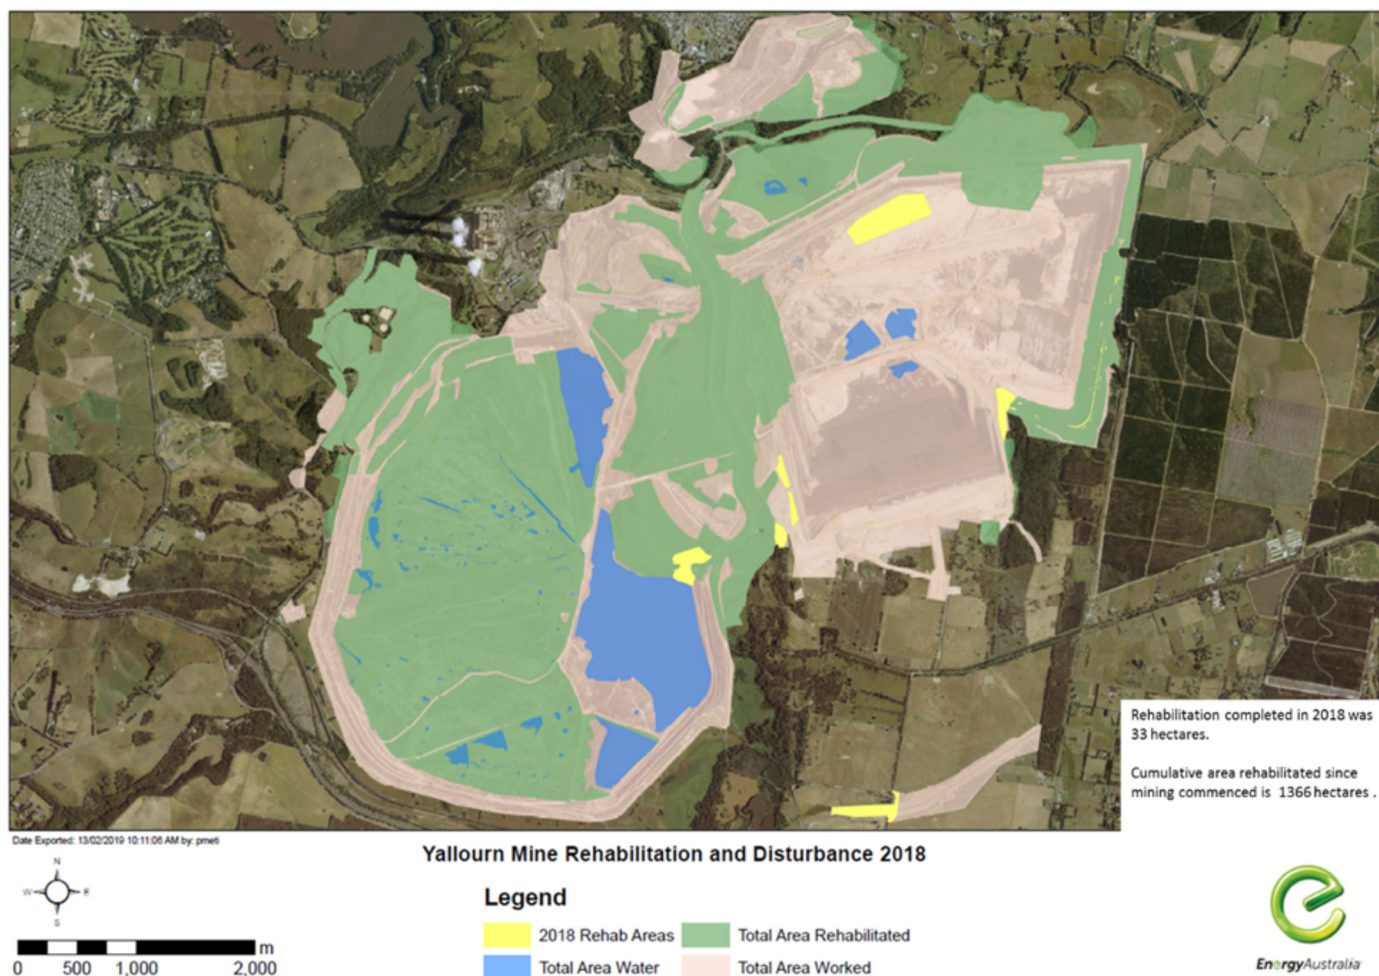 Rehabilitation completed in 2018 was
33 hectares.
Cumulative area rehabilitated since
mining commenced is 1366 hectares .
Date Exported: 13/02/2019 10:11:06 AM by: pmeti
Yallourn Mine Rehabilitation and Disturbance 2018
N
W E
S
0 500 1,000 2,000 m
Legend
2018 Rehab Areas
Total Area Rehabilitated
Total Area Water
Total Area Worked
EnergyAustralia